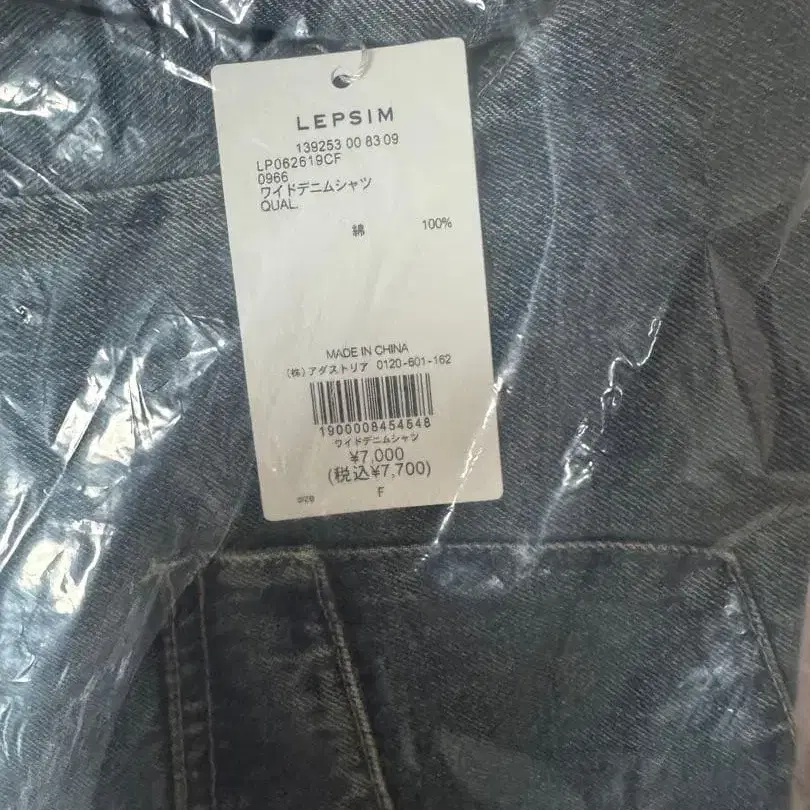 LEPSIM
139253 00 83 09
LP062619CF
0966
ワイドデニムシャツ
QUAL.
綿 100%
MADE IN CHINA
(株)アダストリア 0120-601-162
1900008454548
ワイドデニムシャツ
¥7,000
(税込¥7,700)
F